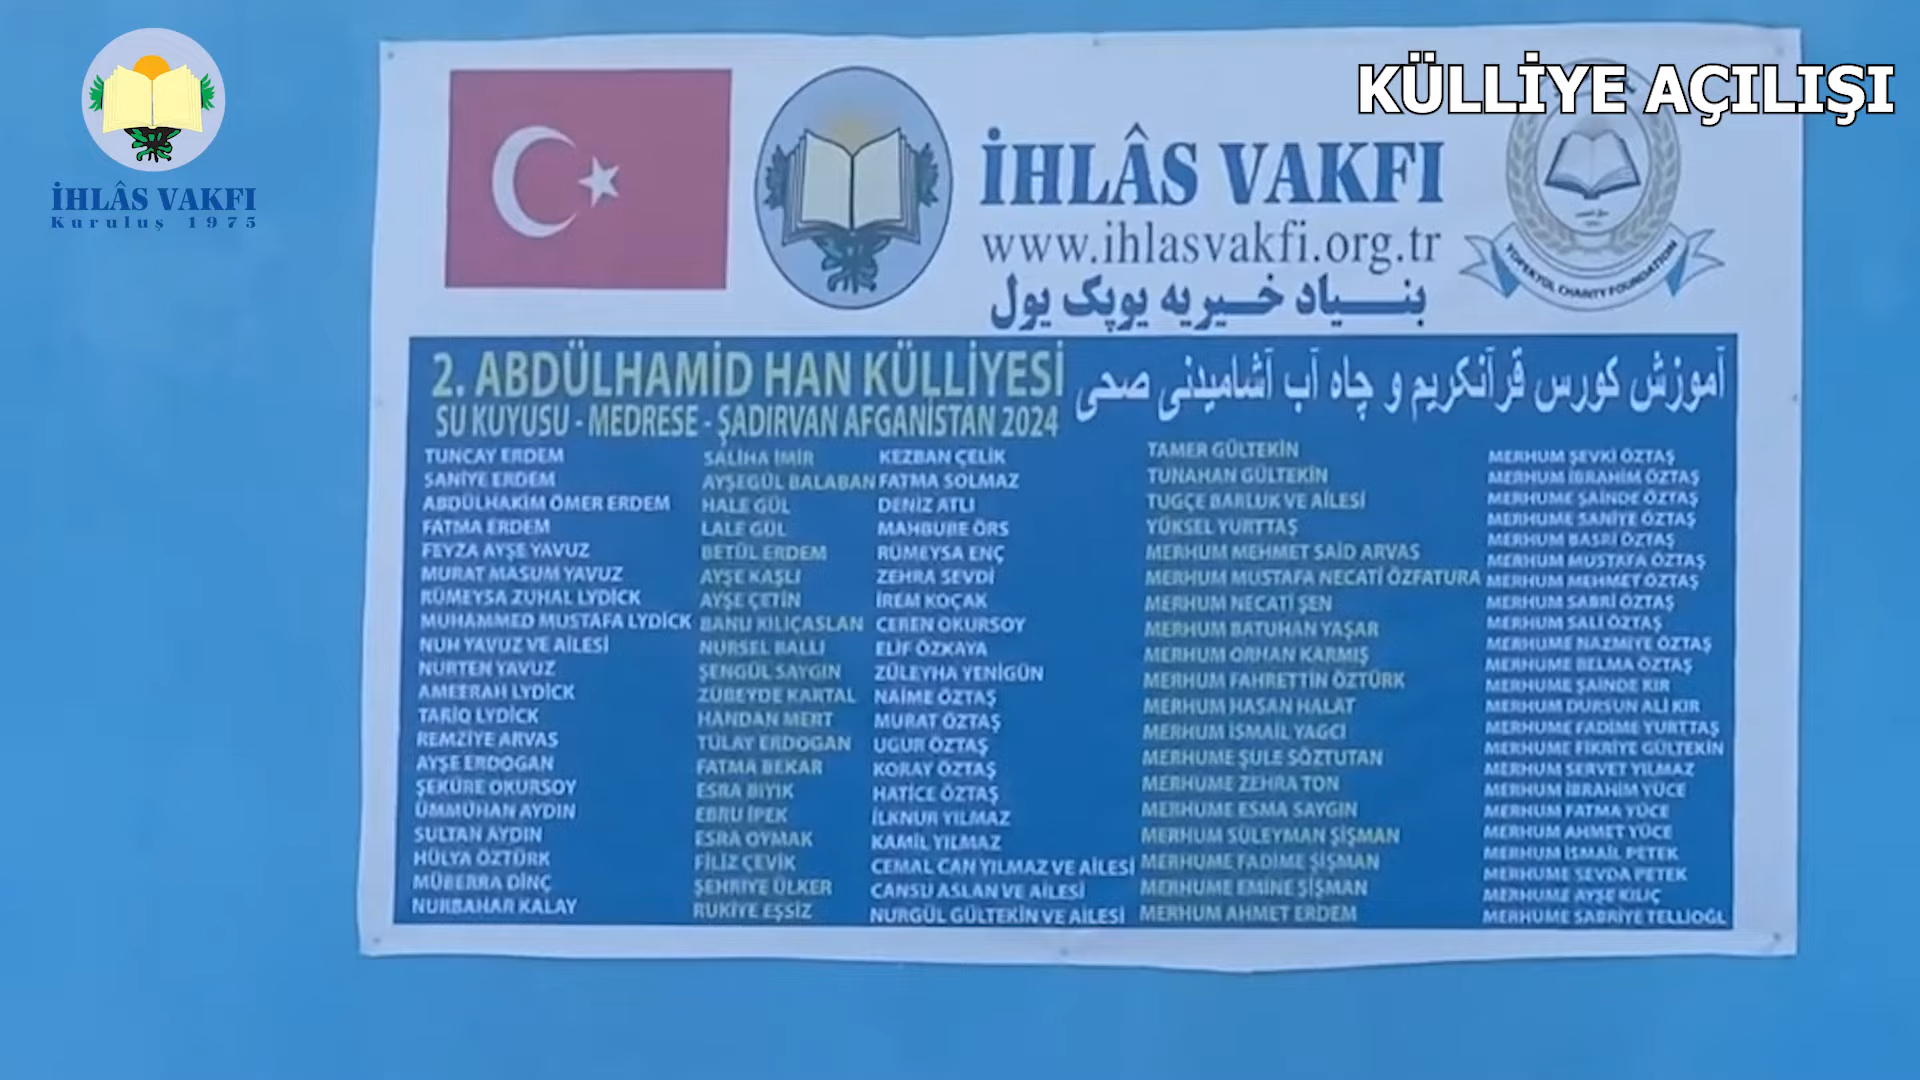 İHLÂS VAKFI
Kuruluş 1975
KÜLLİYE AÇILIŞI
İHLÂS VAKFI
www.ihlasvakfi.org.tr
بنیاد خیریه یوپک یول
CHARITY FOUNDATION
2. ABDÜLHAMİD HAN KÜLLİYESİ
SU KUYUSU - MEDRESE - ŞADIRVAN AFGANİSTAN 2024
آموزش کورس قرآنکریم و چاه آب آشامیدنی صحی
TUNCAY ERDEM
SANİYE ERDEM
ABDÜLHAKİM ÖMER ERDEM
FATMA ERDEM
FEYZA AYŞE YAVUZ
MURAT MASUM YAVUZ
RÜMEYSA ZUHAL LYDİCK
MUHAMMED MUSTAFA LYDİCK
NUH YAVUZ VE AİLESİ
NURTEN YAVUZ
AMEERAH LYDİCK
TARİQ LYDİCK
REMZİYE ARVAS
AYŞE ERDOGAN
ŞEKÜRE OKURSOY
ÜMMÜHAN AYDIN
SULTAN AYDIN
HÜLYA ÖZTÜRK
MÜBERRA DİNÇ
NURBAHAR KALAY
SALİHA İMİR
AYŞEGÜL BALABAN
HALE GÜL
LALE GÜL
BETÜL ERDEM
AYŞE KAŞLI
AYŞE ÇETİN
BANU KILIÇASLAN
NURSEL BALLI
ŞENGÜL SAYGIN
ZÜBEYDE KARTAL
HANDAN MERT
TÜLAY ERDOGAN
FATMA BEKAR
ESRA BIYIK
EBRU İPEK
ESRA OYMAK
FİLİZ ÇEVİK
ŞEHRİYE ÜLKER
RUKİYE EŞSİZ
KEZBAN ÇELİK
FATMA SOLMAZ
DENİZ ATLI
MAHBUBE ÖRS
RÜMEYSA ENÇ
ZEHRA SEVDİ
İREM KOÇAK
CEREN OKURSOY
ELİF ÖZKAYA
ZÜLEYHA YENİGÜN
NAİME ÖZTAŞ
MURAT ÖZTAŞ
UGUR ÖZTAŞ
KORAY ÖZTAŞ
HATİCE ÖZTAŞ
İLKNUR YILMAZ
KAMİL YILMAZ
CEMAL CAN YILMAZ VE AİLESİ
CANSU ASLAN VE AİLESİ
NURGÜL GÜLTEKİN VE AİLESİ
TAMER GÜLTEKİN
TUNAHAN GÜLTEKİN
TUGÇE BARLUK VE AİLESİ
YÜKSEL YURTTAŞ
MERHUM MEHMET SAİD ARVAS
MERHUM MUSTAFA NECATİ ÖZFATURA
MERHUM NECATİ ŞEN
MERHUM BATUHAN YAŞAR
MERHUM ORHAN KARMIŞ
MERHUM FAHRETTİN ÖZTÜRK
MERHUM HASAN HALAT
MERHUM İSMAİL YAGCI
MERHUME ŞULE SÖZTUTAN
MERHUME ZEHRA TON
MERHUME ESMA SAYGIN
MERHUM SÜLEYMAN ŞİŞMAN
MERHUME FADİME ŞİŞMAN
MERHUME EMİNE ŞİŞMAN
MERHUM AHMET ERDEM
MERHUM ŞEVKİ ÖZTAŞ
MERHUM İBRAHİM ÖZTAŞ
MERHUME ŞAİNDE ÖZTAŞ
MERHUME SANİYE ÖZTAŞ
MERHUM BASRİ ÖZTAŞ
MERHUM MUSTAFA ÖZTAŞ
MERHUM MEHMET ÖZTAŞ
MERHUM SABRİ ÖZTAŞ
MERHUM SALİ ÖZTAŞ
MERHUME NAZMİYE ÖZTAŞ
MERHUME BELMA ÖZTAŞ
MERHUME ŞAİNDE KIR
MERHUM DURSUN ALİ KIR
MERHUME FADİME YURTTAŞ
MERHUME FİKRİYE GÜLTEKİN
MERHUM SERVET YILMAZ
MERHUM İBRAHİM YÜCE
MERHUM FATMA YÜCE
MERHUM AHMET YÜCE
MERHUM İSMAİL PETEK
MERHUME SEVDA PETEK
MERHUME AYŞE KILIÇ
MERHUME SABRİYE TELLİOĞL